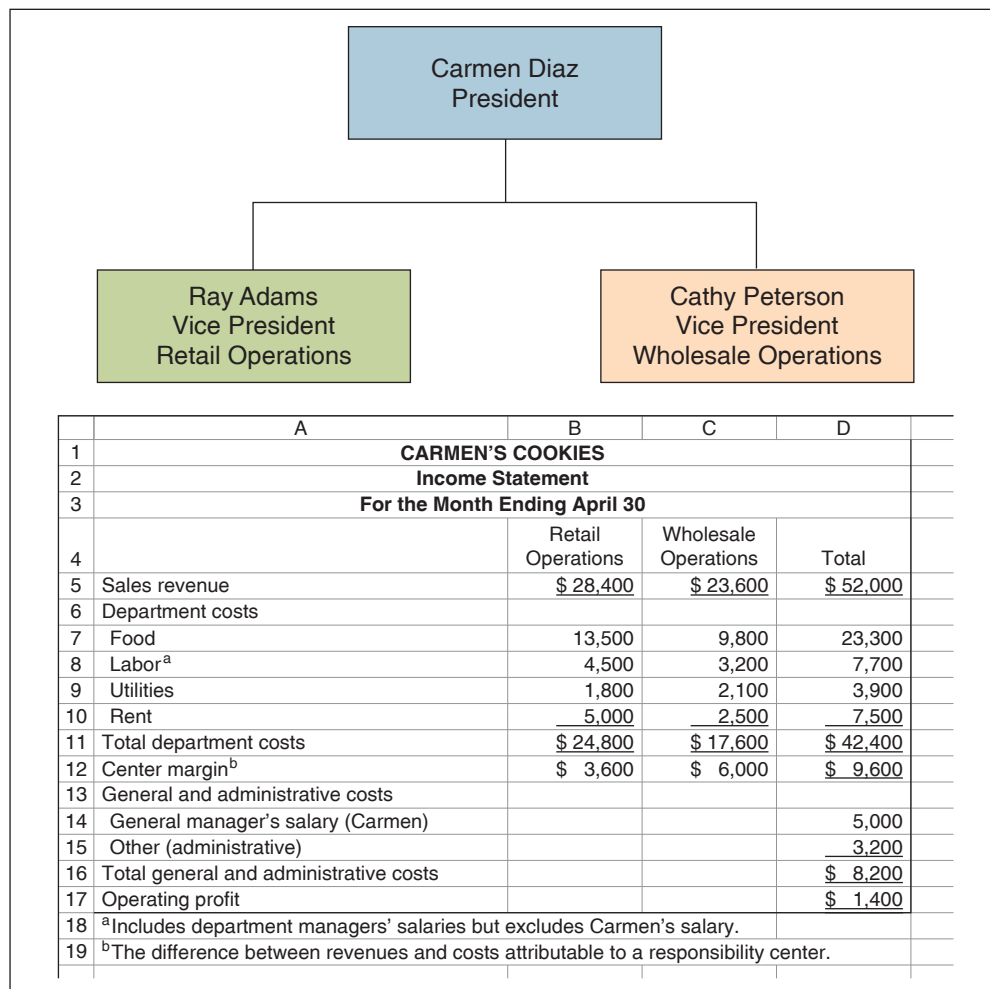 Carmen Diaz
President
Ray Adams
Vice President
Retail Operations
Cathy Peterson
Vice President
Wholesale Operations
A B C D
1 CARMEN'S COOKIES
2 Income Statement
3 For the Month Ending April 30
4 Retail Operations Wholesale Operations Total
5 Sales revenue $ 28,400 $ 23,600 $ 52,000
6 Department costs
7 Food 13,500 9,800 23,300
8 Labor a 4,500 3,200 7,700
9 Utilities 1,800 2,100 3,900
10 Rent 5,000 2,500 7,500
11 Total department costs $ 24,800 $ 17,600 $ 42,400
12 Center margin b $ 3,600 $ 6,000 $ 9,600
13 General and administrative costs
14 General manager's salary (Carmen) 5,000
15 Other (administrative) 3,200
16 Total general and administrative costs $ 8,200
17 Operating profit $ 1,400
18 a Includes department managers' salaries but excludes Carmen's salary.
19 b The difference between revenues and costs attributable to a responsibility center.